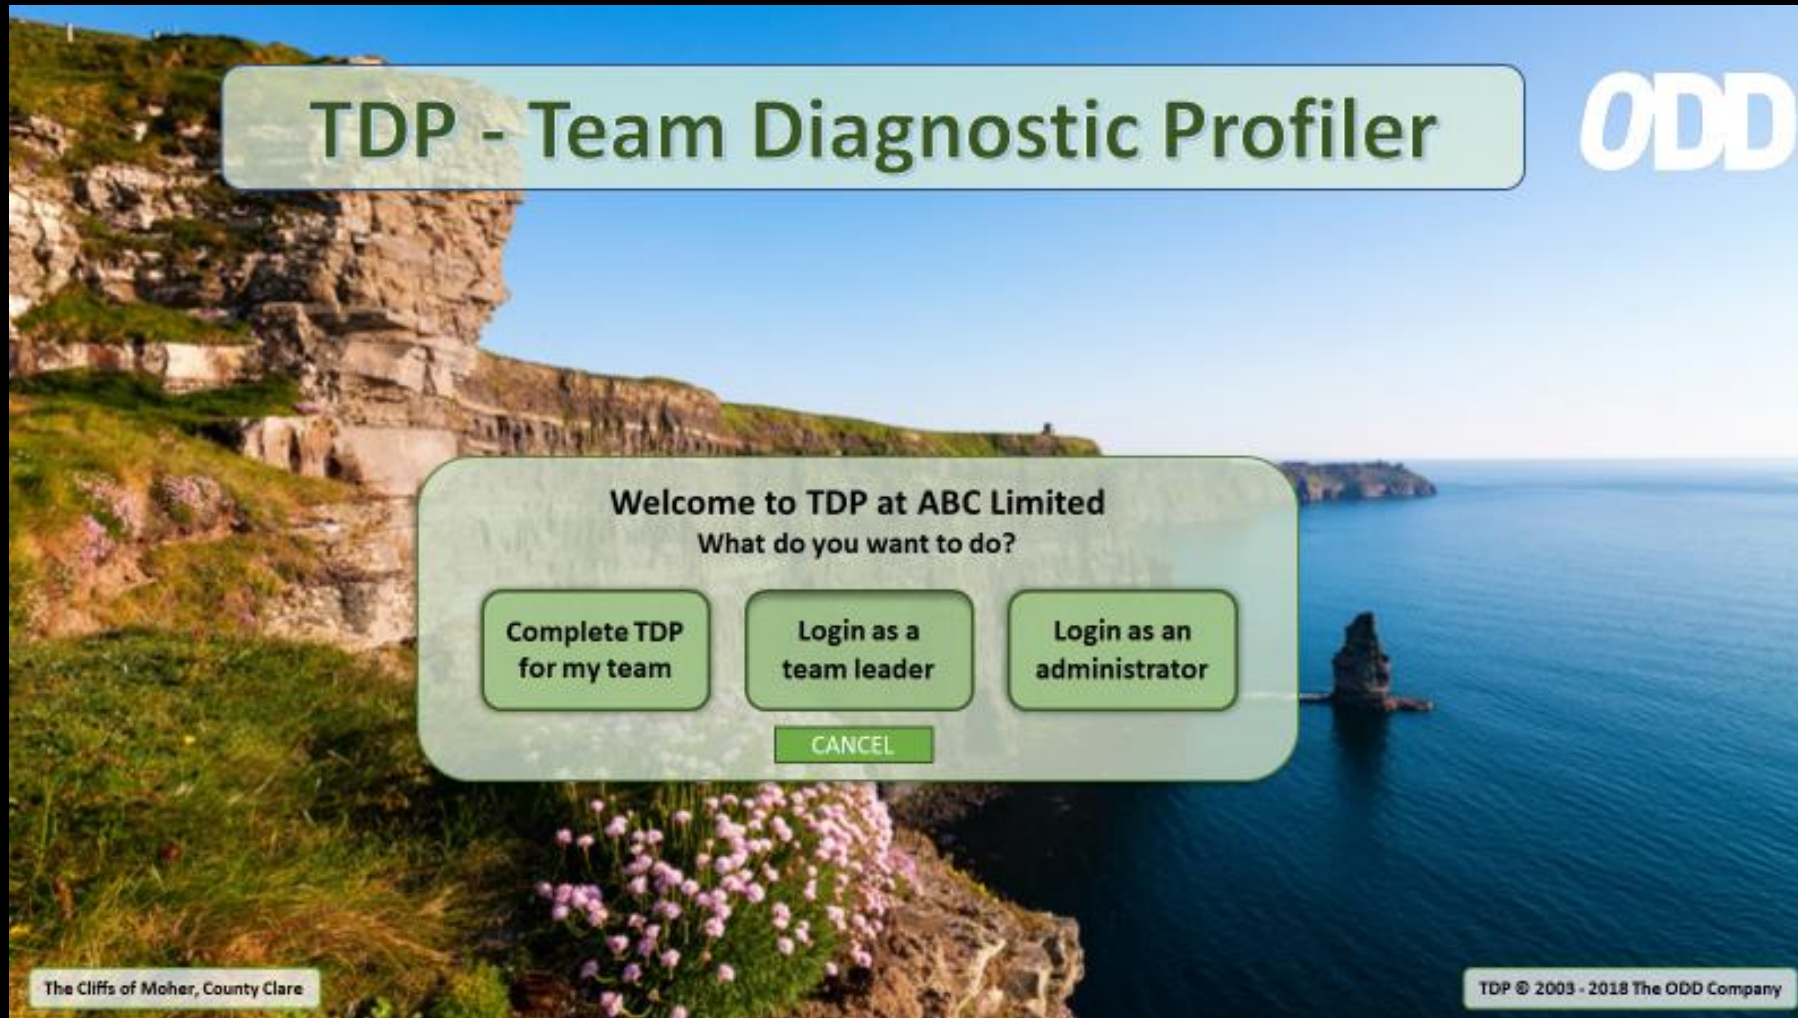 TDP - Team Diagnostic Profiler
ODD
Welcome to TDP at ABC Limited
What do you want to do?
Complete TDP
for my team
Login as a
team leader
Login as an
administrator
CANCEL
The Cliffs of Moher, County Clare
TDP © 2003 - 2018 The ODD Company